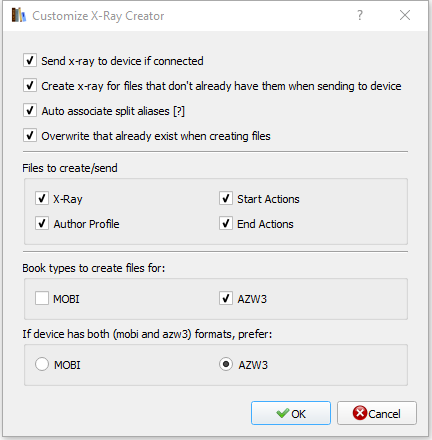 Customize X-Ray Creator
Send x-ray to device if connected
Create x-ray for files that don't already have them when sending to device
Auto associate split aliases [?]
Overwrite that already exist when creating files
Files to create/send
X-Ray Start Actions
Author Profile End Actions
Book types to create files for:
MOBI AZW3
If device has both (mobi and azw3) formats, prefer:
MOBI AZW3
OK Cancel